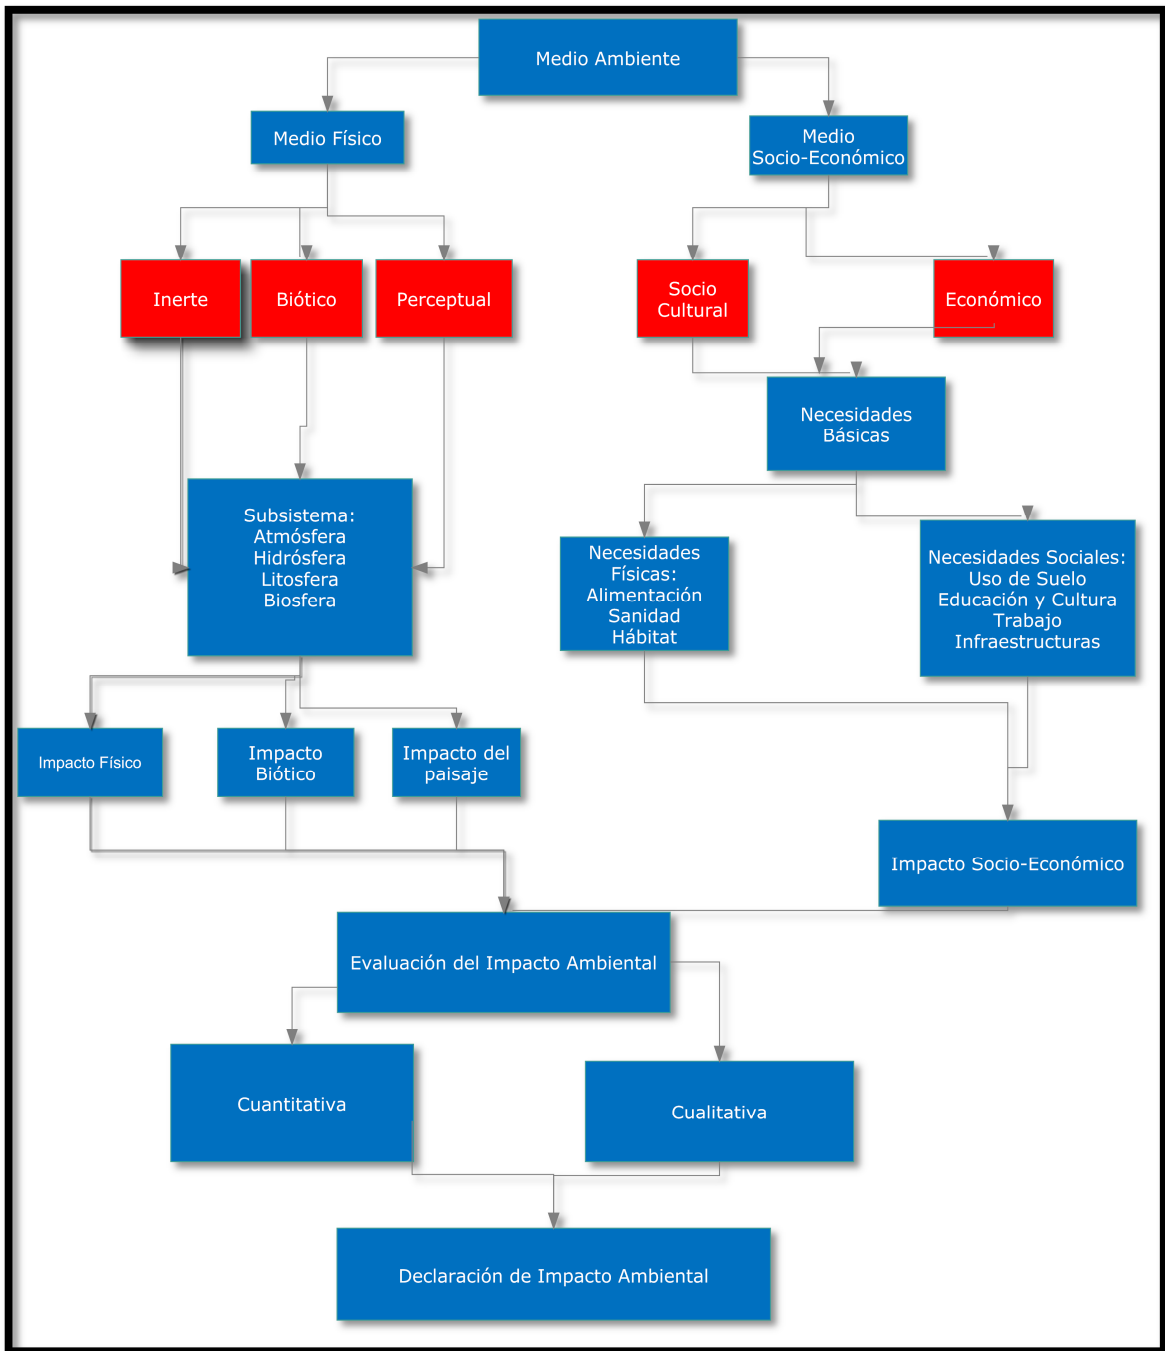 Medio Ambiente
Medio Físico
Medio
Socio-Económico
Inerte
Biótico
Perceptual
Socio
Cultural
Económico
Necesidades
Básicas
Subsistema:
Atmósfera
Hidrósfera
Litosfera
Biosfera
Necesidades
Físicas:
Alimentación
Sanidad
Hábitat
Necesidades Sociales:
Uso de Suelo
Educación y Cultura
Trabajo
Infraestructuras
Impacto Físico
Impacto
Biótico
Impacto del
paisaje
Impacto Socio-Económico
Evaluación del Impacto Ambiental
Cuantitativa
Cualitativa
Declaración de Impacto Ambiental